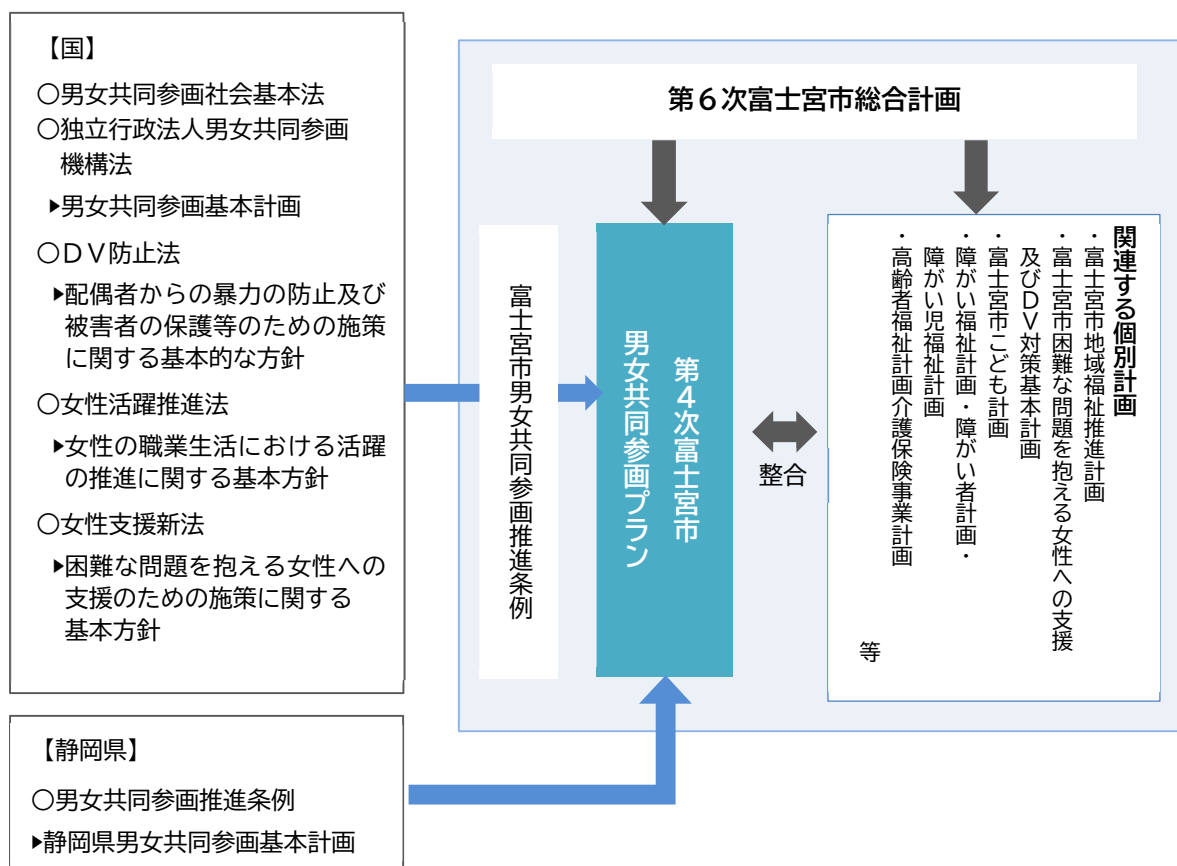 【国】
○男女共同参画社会基本法
○独立行政法人男女共同参画
機構法
▶男女共同参画基本計画
○ＤＶ防止法
▶配偶者からの暴力の防止及び
被害者の保護等のための施策
に関する基本的な方針
○女性活躍推進法
▶女性の職業生活における活躍
の推進に関する基本方針
○女性支援新法
▶困難な問題を抱える女性への
支援のための施策に関する
基本方針
【静岡県】
○男女共同参画推進条例
▶静岡県男女共同参画基本計画
第６次富士宮市総合計画
富士宮市男女共同参画推進条例
第４次富士宮市
男女共同参画プラン
整合
関連する個別計画
・富士宮市地域福祉推進計画
・富士宮市困難な問題を抱える女性への支援
及びＤＶ対策基本計画
・富士宮市こども計画
・障がい福祉計画・障がい者計画・
障がい児福祉計画
・高齢者福祉計画介護保険事業計画
等